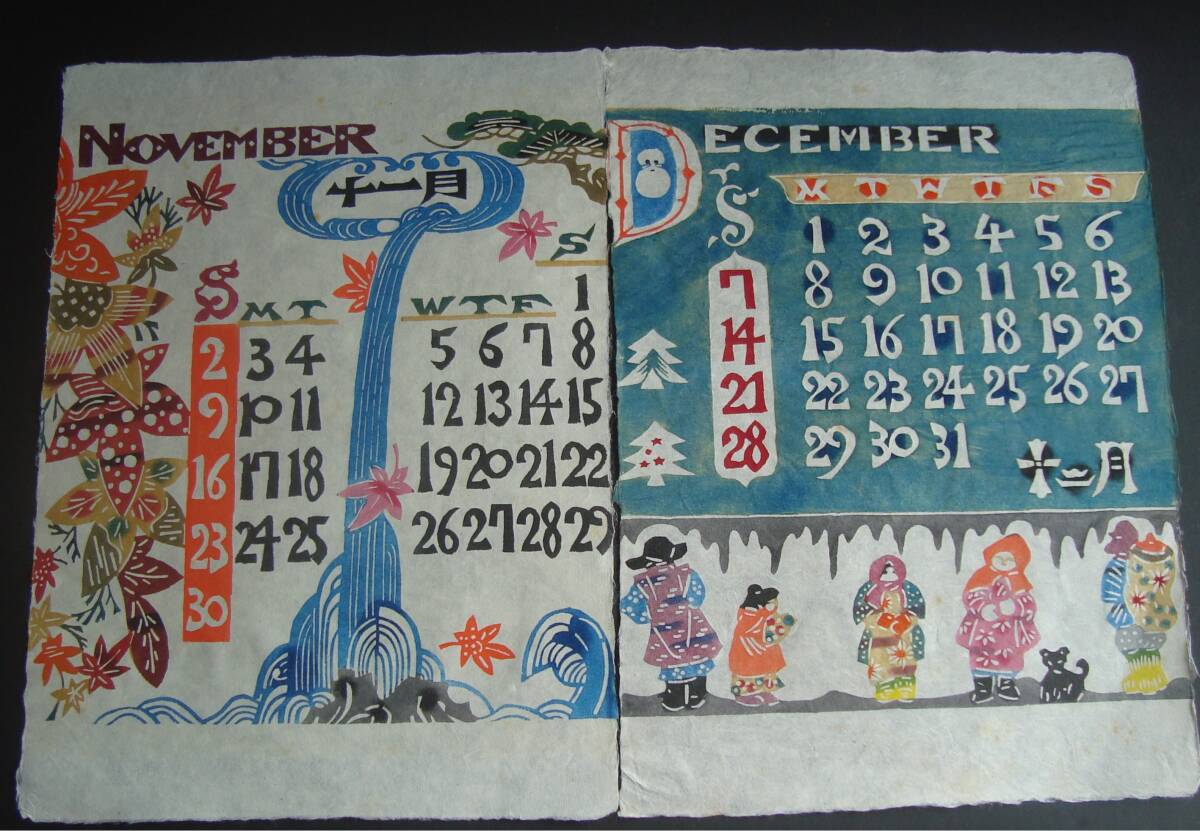 NOVEMBER
十一月
S
S M T W T F
1
2 3 4 5 6 7 8
9 10 11 12 13 14 15
16 17 18 19 20 21 22
23 24 25 26 27 28 29
30
DECEMBER
S M T W T F S
1 2 3 4 5 6
7 8 9 10 11 12 13
14 15 16 17 18 19 20
21 22 23 24 25 26 27
28 29 30 31
十二月